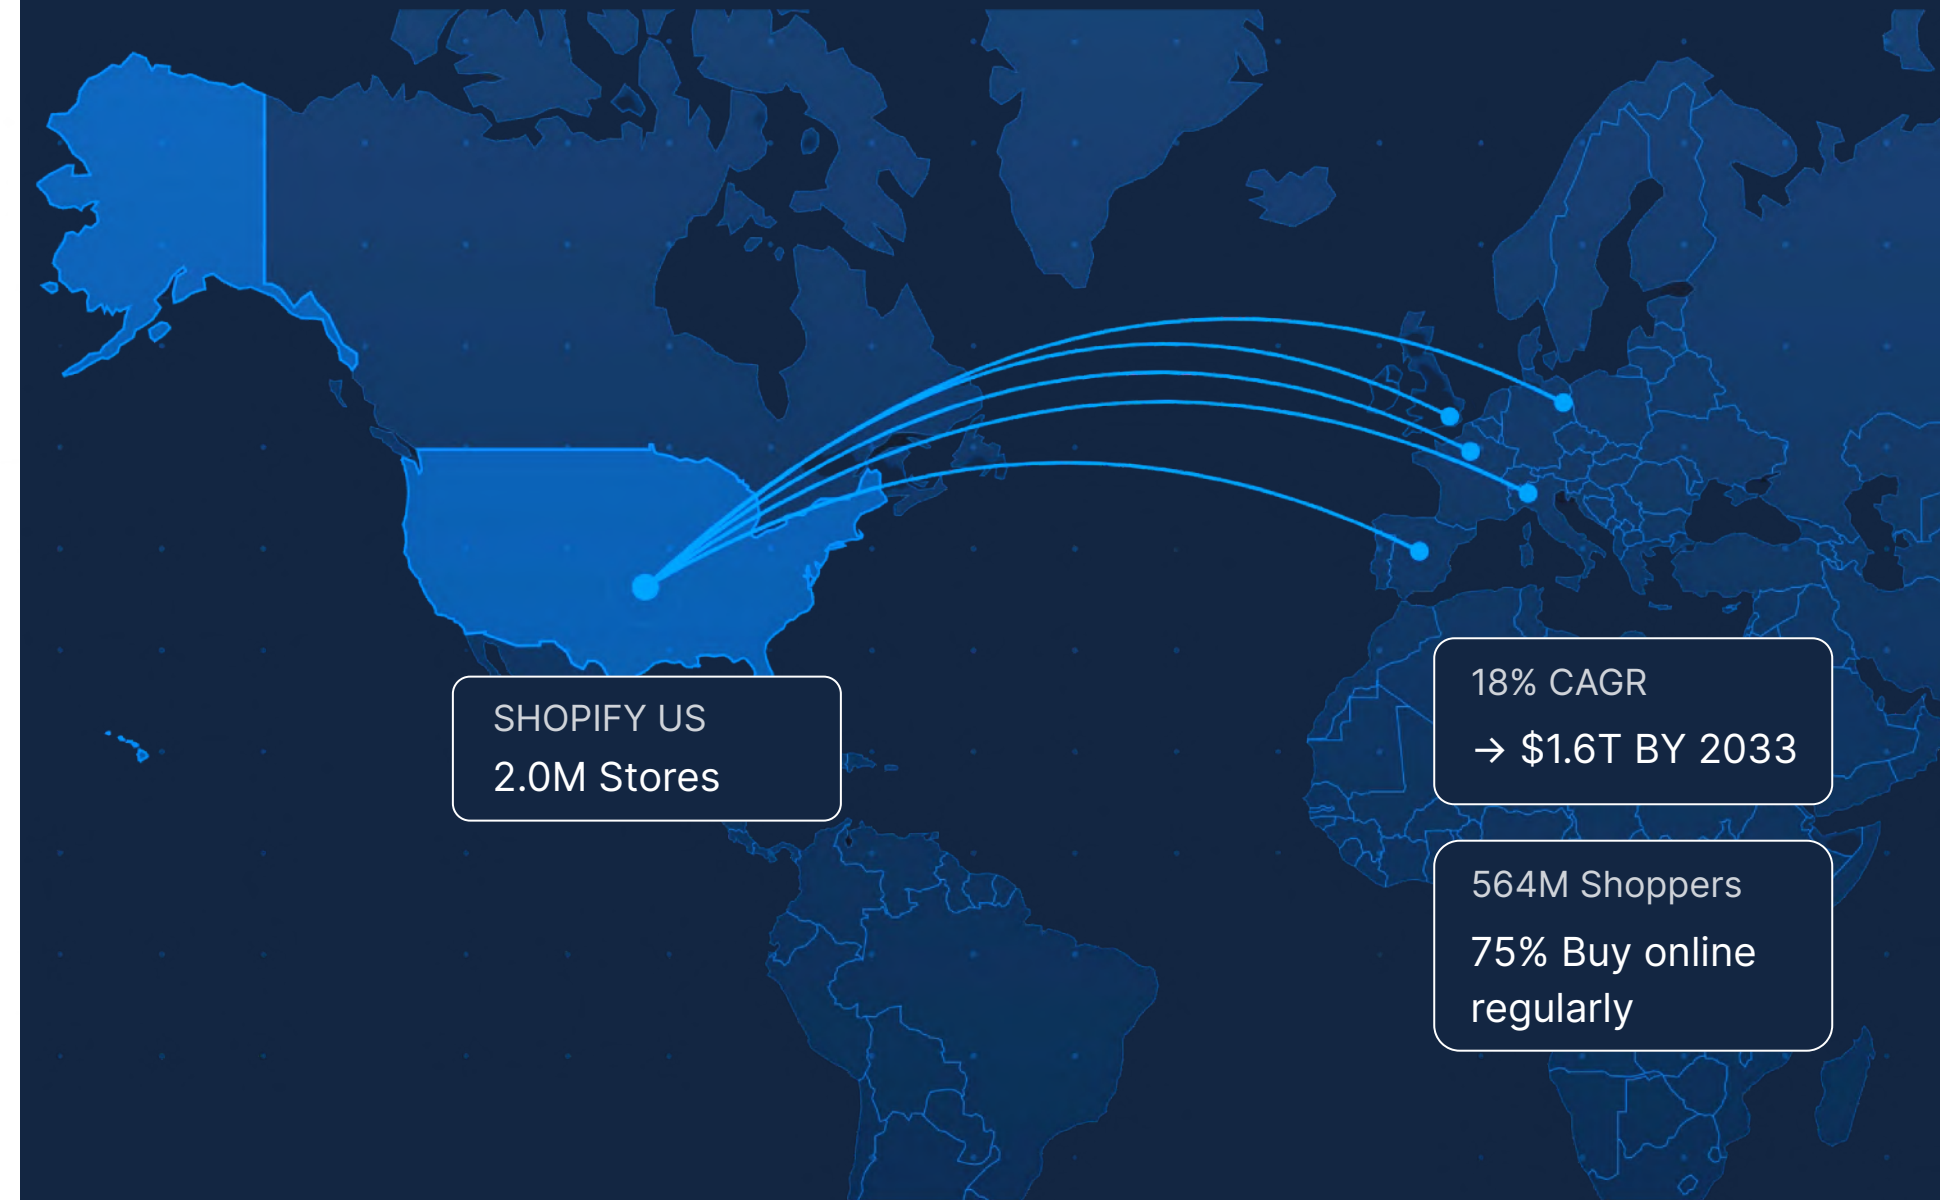 SHOPIFY US
2.0M Stores
18% CAGR
→ $1.6T BY 2033
564M Shoppers
75% Buy online
regularly